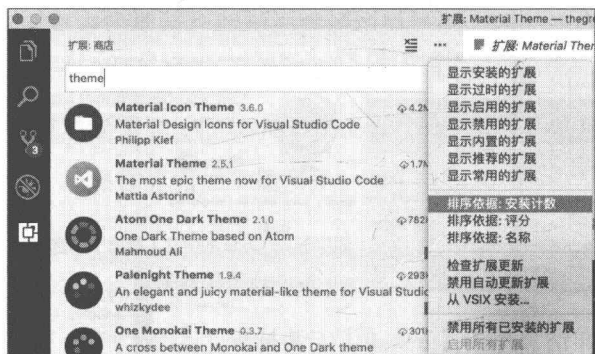 扩展: Material Theme — thegre
扩展: 商店
扩展: Material Ther
theme
Material Icon Theme 3.6.0
4.2M
Material Design Icons for Visual Studio Code
Philipp Kief
Material Theme 2.5.1
1.7M
The most epic theme now for Visual Studio Code
Mattia Astorino
Atom One Dark Theme 2.1.0
782K
One Dark Theme based on Atom
Mahmoud Ali
Palenight Theme 1.9.4
293K
An elegant and juicy material-like theme for Visual Studio
whizkydee
One Monokai Theme 0.3.7
301K
A cross between Monokai and One Dark theme
3
显示安装的扩展
显示过时的扩展
显示启用的扩展
显示禁用的扩展
显示内置的扩展
显示推荐的扩展
显示常用的扩展
排序依据: 安装计数
排序依据: 评分
排序依据: 名称
检查扩展更新
禁用自动更新扩展
从 VSIX 安装...
禁用所有已安装的扩展
启用所有扩展